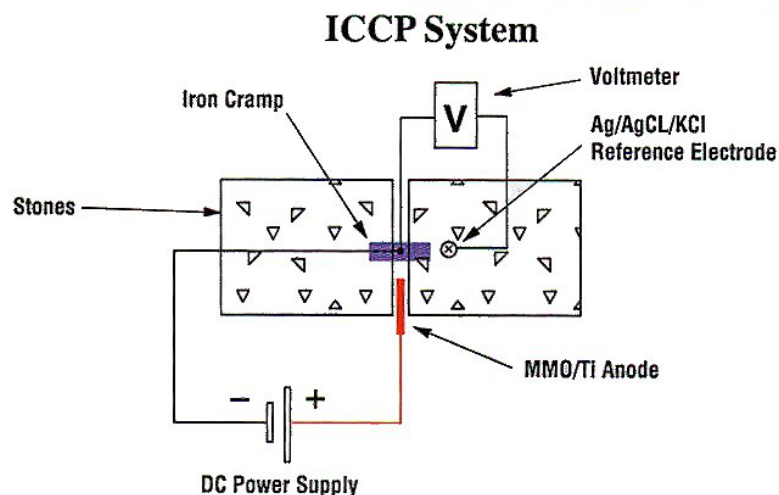 ICCP System
Voltmeter
Iron Cramp
V
Ag/AgCL/KCl
Reference Electrode
Stones
MMO/Ti Anode
− +
DC Power Supply